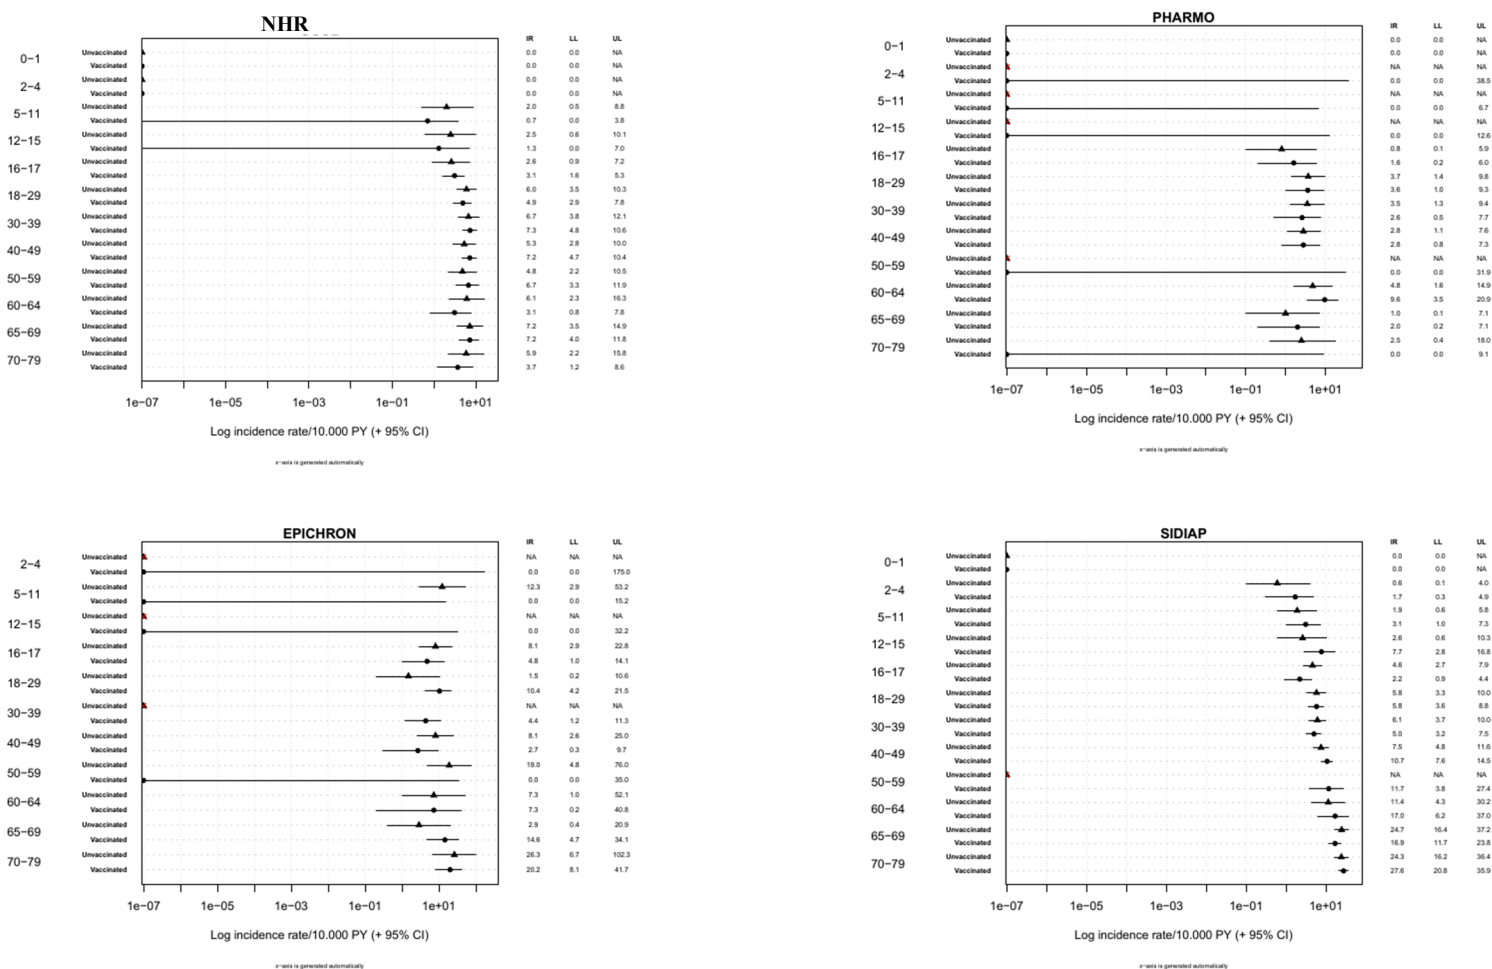 NHR
IR LL UL
Unvaccinated 0.0 0.0 NA
0−1
Vaccinated 0.0 0.0 NA
Unvaccinated 0.0 0.0 NA
2−4
Vaccinated 0.0 0.0 NA
Unvaccinated 2.0 0.5 8.8
5−11
Vaccinated 0.7 0.0 3.8
Unvaccinated 2.5 0.6 10.1
12−15
Vaccinated 1.3 0.0 7.0
Unvaccinated 2.6 0.9 7.2
16−17
Vaccinated 3.1 1.6 5.3
Unvaccinated 6.0 3.5 10.3
18−29
Vaccinated 4.9 2.9 7.8
Unvaccinated 6.7 3.8 12.1
30−39
Vaccinated 7.3 4.8 10.6
Unvaccinated 5.3 2.8 10.0
40−49
Vaccinated 7.2 4.7 10.4
Unvaccinated 4.8 2.2 10.5
50−59
Vaccinated 6.7 3.3 11.9
Unvaccinated 6.1 2.3 16.3
60−64
Vaccinated 3.1 0.8 7.8
Unvaccinated 7.2 3.5 14.9
65−69
Vaccinated 7.2 4.0 11.8
Unvaccinated 5.9 2.2 15.8
70−79
Vaccinated 3.7 1.2 8.6
1e−07 1e−05 1e−03 1e−01 1e+01
Log incidence rate/10.000 PY (+ 95% CI)
x−axis is generated automatically
PHARMO
IR LL UL
Unvaccinated 0.0 0.0 NA
0−1
Vaccinated 0.0 0.0 NA
Unvaccinated NA NA NA
2−4
Vaccinated 0.0 0.0 38.5
Unvaccinated NA NA NA
5−11
Vaccinated 0.0 0.0 6.7
Unvaccinated NA NA NA
12−15
Vaccinated 0.0 0.0 12.6
Unvaccinated 0.8 0.1 5.9
16−17
Vaccinated 1.6 0.2 6.0
Unvaccinated 3.7 1.4 9.8
18−29
Vaccinated 3.6 1.0 9.3
Unvaccinated 3.5 1.3 9.4
30−39
Vaccinated 2.6 0.5 7.7
Unvaccinated 2.8 1.1 7.6
40−49
Vaccinated 2.8 0.8 7.3
Unvaccinated NA NA NA
50−59
Vaccinated 0.0 0.0 31.9
Unvaccinated 4.8 1.6 14.9
60−64
Vaccinated 9.6 3.5 20.9
Unvaccinated 1.0 0.1 7.1
65−69
Vaccinated 2.0 0.2 7.1
Unvaccinated 2.5 0.4 18.0
70−79
Vaccinated 0.0 0.0 9.1
1e−07 1e−05 1e−03 1e−01 1e+01
Log incidence rate/10.000 PY (+ 95% CI)
x−axis is generated automatically
EPICHRON
IR LL UL
Unvaccinated NA NA NA
2−4
Vaccinated 0.0 0.0 175.0
Unvaccinated 12.3 2.9 53.2
5−11
Vaccinated 0.0 0.0 15.2
Unvaccinated NA NA NA
12−15
Vaccinated 0.0 0.0 32.2
Unvaccinated 8.1 2.9 22.8
16−17
Vaccinated 4.8 1.0 14.1
Unvaccinated 1.5 0.2 10.6
18−29
Vaccinated 10.4 4.2 21.5
Unvaccinated NA NA NA
30−39
Vaccinated 4.4 1.2 11.3
Unvaccinated 8.1 2.6 25.0
40−49
Vaccinated 2.7 0.3 9.7
Unvaccinated 19.0 4.8 76.0
50−59
Vaccinated 0.0 0.0 35.0
Unvaccinated 7.3 1.0 52.1
60−64
Vaccinated 7.3 0.2 40.8
Unvaccinated 2.9 0.4 20.9
65−69
Vaccinated 14.6 4.7 34.1
Unvaccinated 26.3 6.7 102.3
70−79
Vaccinated 20.2 8.1 41.7
1e−07 1e−05 1e−03 1e−01 1e+01
Log incidence rate/10.000 PY (+ 95% CI)
x−axis is generated automatically
SIDIAP
IR LL UL
Unvaccinated 0.0 0.0 NA
0−1
Vaccinated 0.0 0.0 NA
Unvaccinated 0.6 0.1 4.0
2−4
Vaccinated 1.7 0.3 4.9
Unvaccinated 1.9 0.6 5.8
5−11
Vaccinated 3.1 1.0 7.3
Unvaccinated 2.6 0.6 10.3
12−15
Vaccinated 7.7 2.8 16.8
Unvaccinated 4.6 2.7 7.9
16−17
Vaccinated 2.2 0.9 4.4
Unvaccinated 5.8 3.3 10.0
18−29
Vaccinated 5.8 3.6 8.8
Unvaccinated 6.1 3.7 10.0
30−39
Vaccinated 5.0 3.2 7.5
Unvaccinated 7.5 4.8 11.6
40−49
Vaccinated 10.7 7.6 14.5
Unvaccinated NA NA NA
50−59
Vaccinated 11.7 3.8 27.4
Unvaccinated 11.4 4.3 30.2
60−64
Vaccinated 17.0 6.2 37.0
Unvaccinated 24.7 16.4 37.2
65−69
Vaccinated 16.9 11.7 23.8
Unvaccinated 24.3 16.2 36.4
70−79
Vaccinated 27.6 20.8 35.9
1e−07 1e−05 1e−03 1e−01 1e+01
Log incidence rate/10.000 PY (+ 95% CI)
x−axis is generated automatically